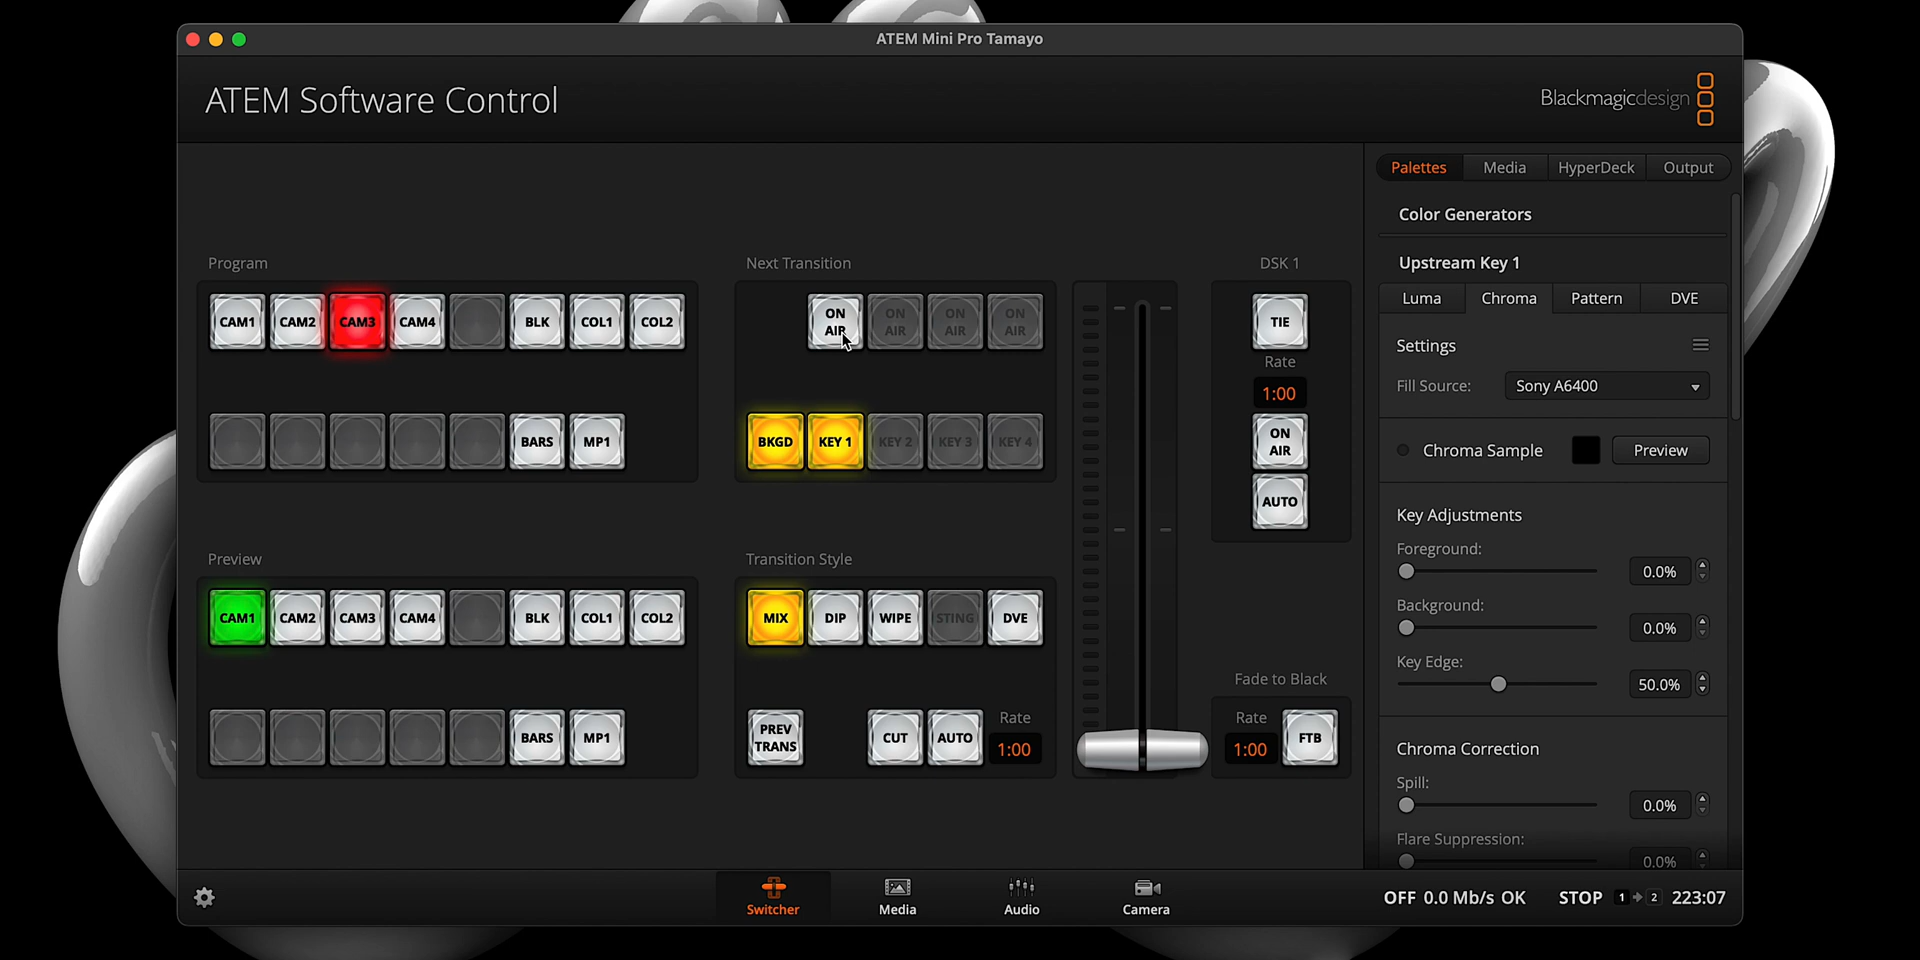 ATEM Mini Pro Tamayo
ATEM Software Control
Blackmagicdesign
Palettes Media HyperDeck Output
Color Generators
Upstream Key 1
Luma Chroma Pattern DVE
Settings
Fill Source: Sony A6400
Chroma Sample Preview
Key Adjustments
Foreground: 0.0%
Background: 0.0%
Key Edge: 50.0%
Chroma Correction
Spill: 0.0%
Flare Suppression: 0.0%
Program
CAM1 CAM2 CAM3 CAM4 BLK COL1 COL2
BARS MP1
Next Transition
ON AIR ON AIR ON AIR ON AIR
BKGD KEY 1 KEY 2 KEY 3 KEY 4
DSK 1
TIE
Rate
1:00
ON AIR
AUTO
Preview
CAM1 CAM2 CAM3 CAM4 BLK COL1 COL2
BARS MP1
Transition Style
MIX DIP WIPE STING DVE
PREV TRANS CUT AUTO Rate 1:00
Fade to Black
Rate 1:00 FTB
Switcher Media Audio Camera
OFF 0.0 Mb/s OK STOP 1 2 223:07